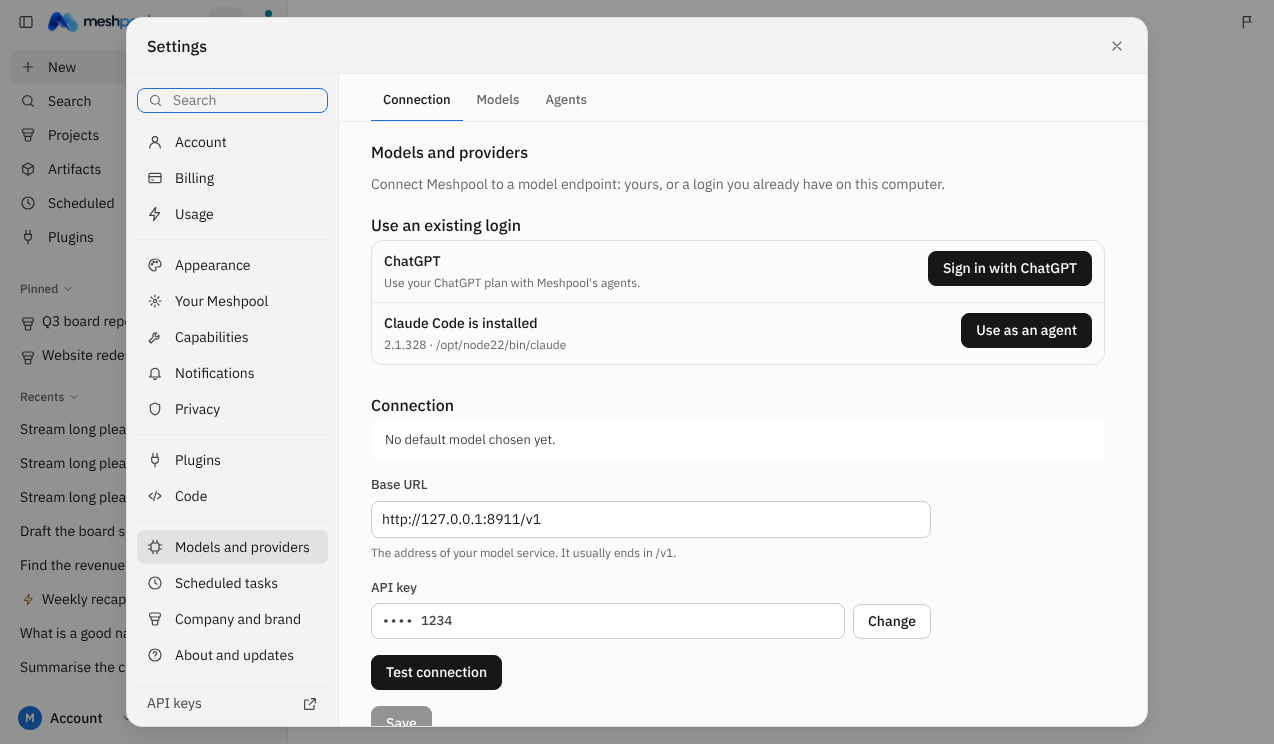 Settings
New
Search
Projects
Artifacts
Scheduled
Plugins
Pinned
Q3 board
Website
Recents
Stream long
Stream long
Stream long
Draft the board
Find the revenue
Weekly recap
What is a good
Summarise the
M Account
Search
Account
Billing
Usage
Appearance
Your Meshpool
Capabilities
Notifications
Privacy
Plugins
Code
Models and providers
Scheduled tasks
Company and brand
About and updates
API keys
Connection Models Agents
Models and providers
Connect Meshpool to a model endpoint: yours, or a login you already have on this computer.
Use an existing login
ChatGPT
Use your ChatGPT plan with Meshpool's agents.
Sign in with ChatGPT
Claude Code is installed
2.1.328 · /opt/node22/bin/claude
Use as an agent
Connection
No default model chosen yet.
Base URL
http://127.0.0.1:8911/v1
The address of your model service. It usually ends in /v1.
API key
•••• 1234
Change
Test connection
Save